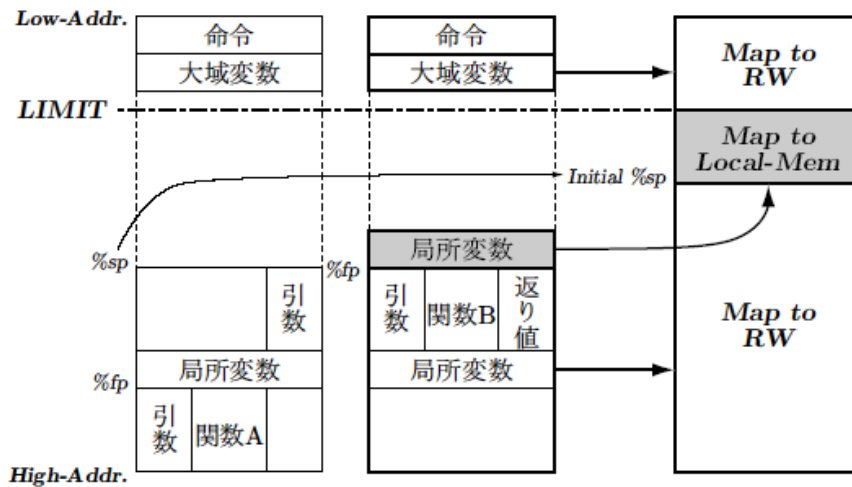 Low-Addr.
命令
大域変数
LIMIT
%sp
引数
%fp
局所変数
引数
関数A
High-Addr.
命令
大域変数
Initial %sp
%fp
局所変数
引数
関数B
返り値
局所変数
Map to
RW
Map to
Local-Mem
Map to
RW